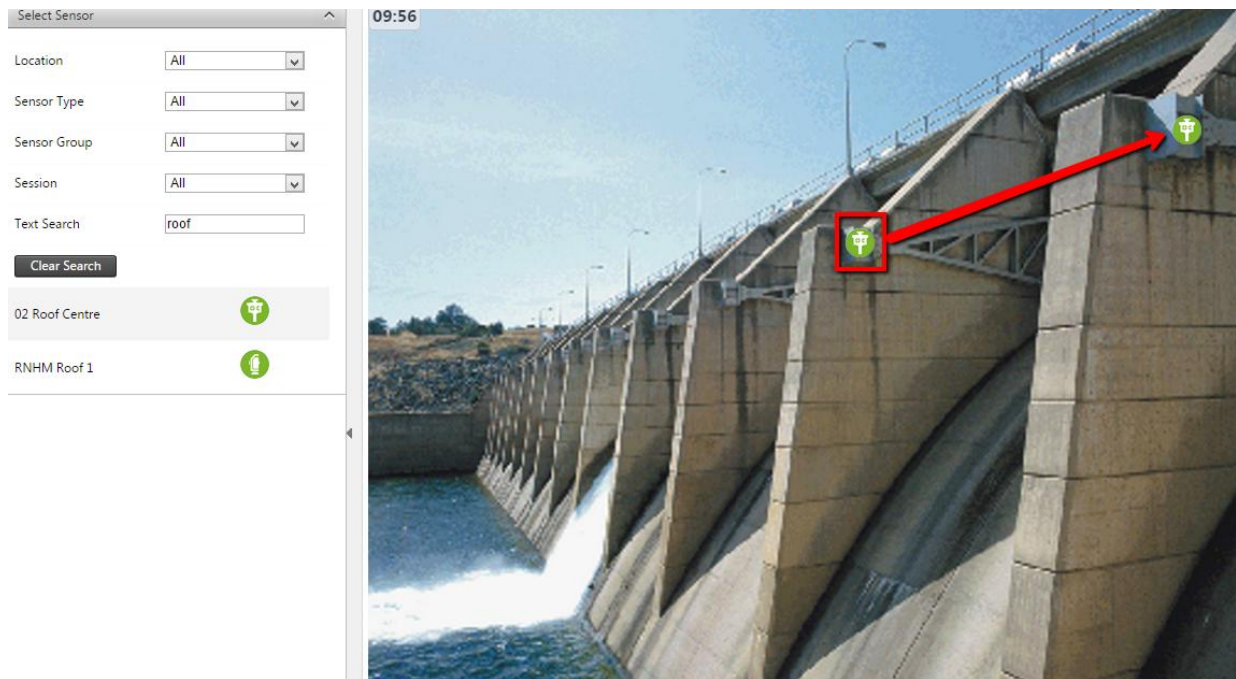 Select Sensor
09:56
Location All
Sensor Type All
Sensor Group All
Session All
Text Search roof
Clear Search
02 Roof Centre
RNHM Roof 1